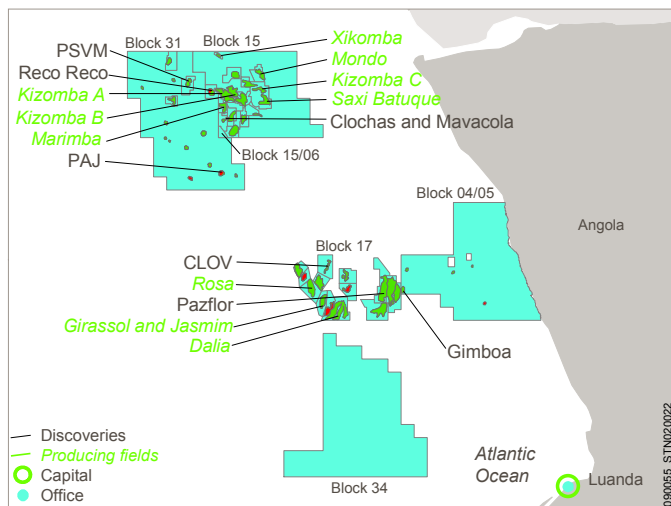 Block 31
Block 15
Xikomba
PSVM
Mondo
Reco Reco
Kizomba C
Kizomba A
Saxi Batuque
Kizomba B
Clochas and Mavacola
Marimba
Block 15/06
PAJ
Block 04/05
Angola
Block 17
CLOV
Rosa
Pazflor
Girassol and Jasmim
Gimboa
Dalia
Discoveries
Producing fields
Capital
Office
Block 34
Atlantic
Ocean
Luanda
090055_STN020022